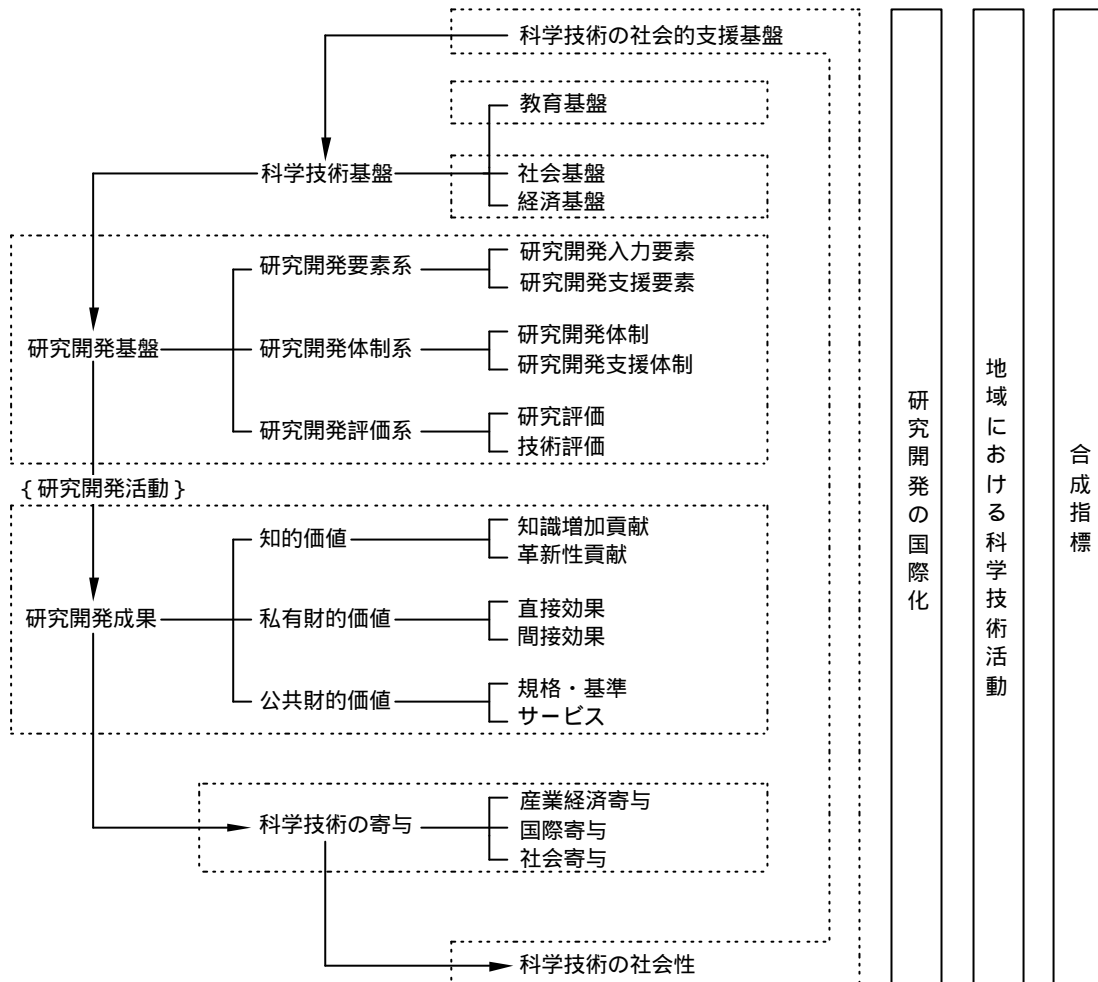 科学技術の社会的支援基盤
教育基盤
科学技術基盤
社会基盤
経済基盤
研究開発要素系
研究開発入力要素
研究開発支援要素
研究開発基盤
研究開発体制系
研究開発体制
研究開発支援体制
研究開発評価系
研究評価
技術評価
{ 研究開発活動 }
知的価値
知識増加貢献
革新性貢献
研究開発成果
私有財的価値
直接効果
間接効果
公共財的価値
規格・基準
サービス
科学技術の寄与
産業経済寄与
国際寄与
社会寄与
科学技術の社会性
研究開発の国際化
地域における科学技術活動
合成指標